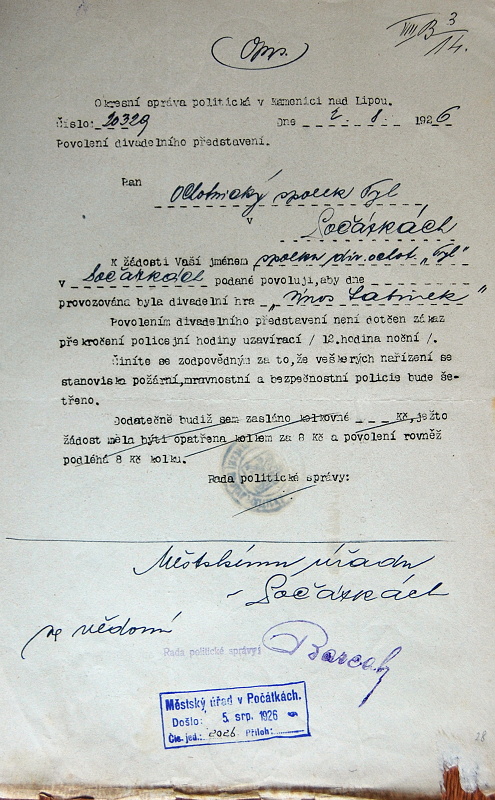 Opis.
VIII B 3/14.
Okresní správa politická v Kamenici nad Lipou.
Číslo: 20329 Dne 2. 8. 1926
Povolení divadelního představení.
Pan
Ochotnický spolek Tyl
v
Počátkách
K žádosti Vaší jménem spolku div. ochot. „Tyl"
v Počátkách podané povoluji,aby dne
provozována byla divadelní hra „Únos Sabinek"
Povolením divadelního představení není dotčen zákaz
překročení policejní hodiny uzavírací / 12.hodina noční /.
Činíte se zodpovědným za to,že veškerých nařízení se
stanoviska požární,mravnostní a bezpečnostní policie bude še-
třeno.
Dodatečně budiž sem zasláno kolkovné Kč,ježto
žádost měla býti opatřena kolkem za 8 Kč a povolení rovněž
podléhá 8 Kč kolku.
Rada politické správy:
Městskému úřadu
v Počátkách
na vědomí
Rada politické správy:
Městský úřad v Počátkách.
Došlo: 5. srp. 1926
Čís. jed.: 2026 Příloh:
28